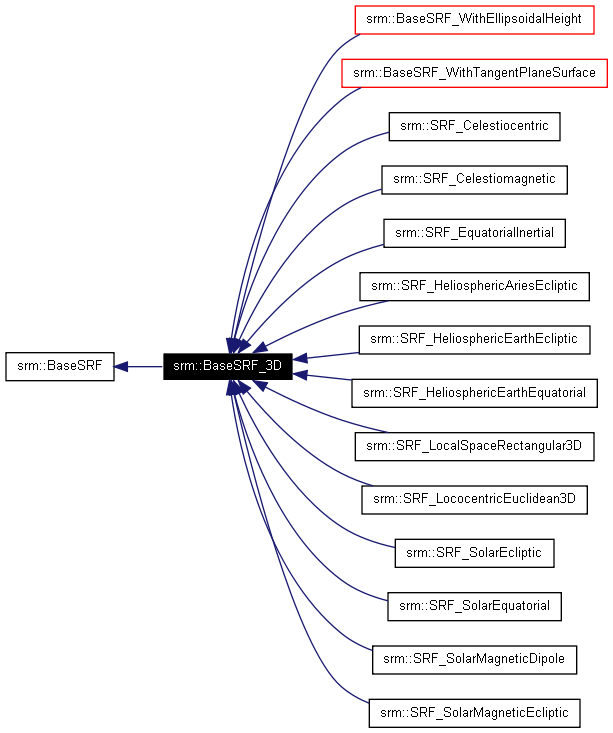 srm::BaseSRF_WithEllipsoidalHeight
srm::BaseSRF_WithTangentPlaneSurface
srm::SRF_Celestiocentric
srm::SRF_Celestiomagnetic
srm::SRF_EquatorialInertial
srm::SRF_HeliosphericAriesEcliptic
srm::SRF_HeliosphericEarthEcliptic
srm::BaseSRF
srm::BaseSRF_3D
srm::SRF_HeliosphericEarthEquatorial
srm::SRF_LocalSpaceRectangular3D
srm::SRF_LococentricEuclidean3D
srm::SRF_SolarEcliptic
srm::SRF_SolarEquatorial
srm::SRF_SolarMagneticDipole
srm::SRF_SolarMagneticEcliptic